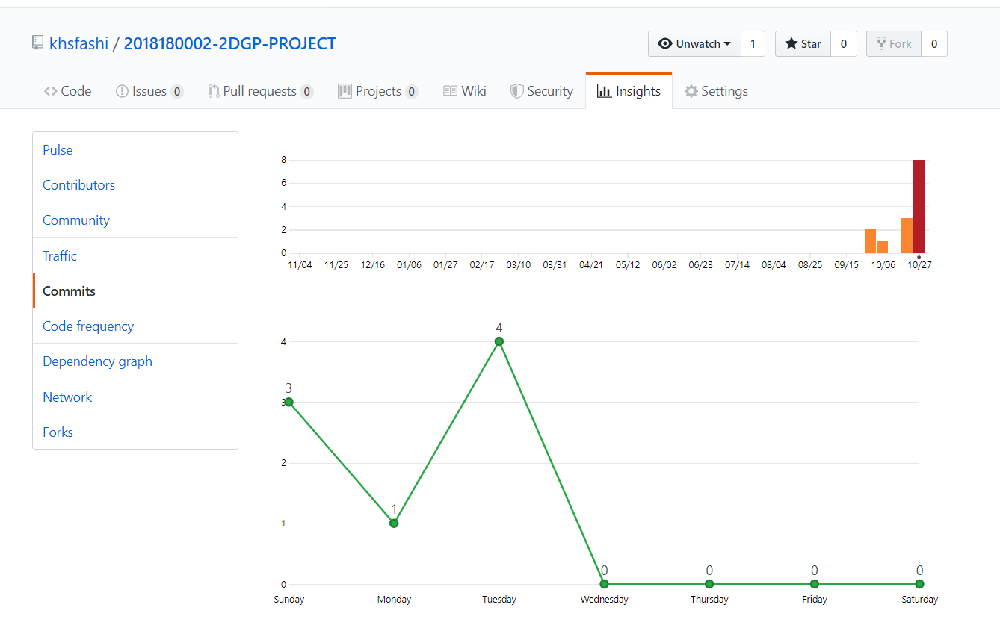 khsfashi / 2018180002-2DGP-PROJECT
Unwatch 1 Star 0 Fork 0
Code Issues 0 Pull requests 0 Projects 0 Wiki Security Insights Settings
Pulse
Contributors
Community
Traffic
Commits
Code frequency
Dependency graph
Network
Forks
8
6
4
2
0
11/04 11/25 12/16 01/06 01/27 02/17 03/10 03/31 04/21 05/12 06/02 06/23 07/14 08/04 08/25 09/15 10/06 10/27
4
4
3
3
2
1
1
0 0 0 0
0
Sunday Monday Tuesday Wednesday Thursday Friday Saturday